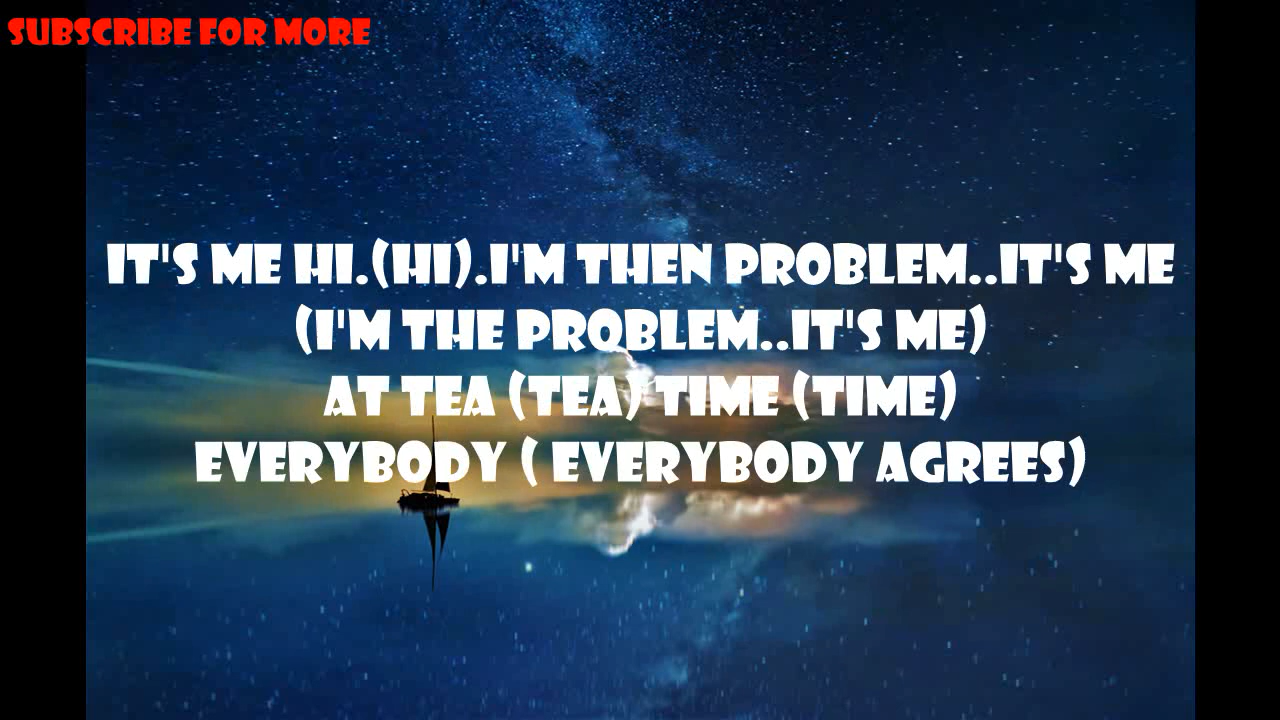 SUBSCRIBE FOR MORE
IT'S ME HI.(HI).I'M THEN PROBLEM..IT'S ME
(I'M THE PROBLEM..IT'S ME)
AT TEA (TEA) TIME (TIME)
EVERYBODY ( EVERYBODY AGREES)